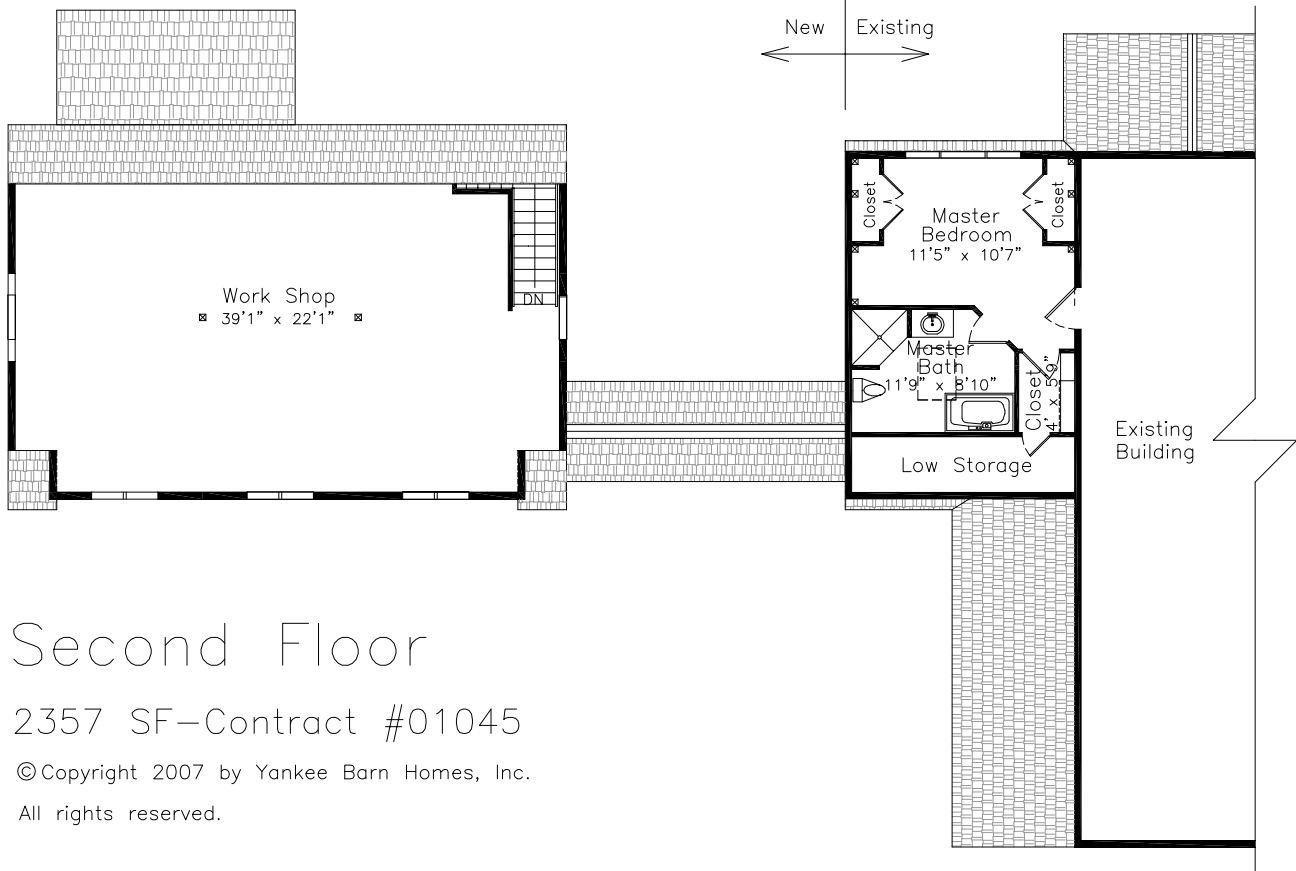 New Existing
Closet
Closet
Master
Bedroom
11'5" x 10'7"
Work Shop
39'1" x 22'1"
DN
Master
Bath
11'9" x 8'10"
Closet
4' x 5'9"
Existing
Building
Low Storage
Second Floor
2357 SF-Contract #01045
©Copyright 2007 by Yankee Barn Homes, Inc.
All rights reserved.